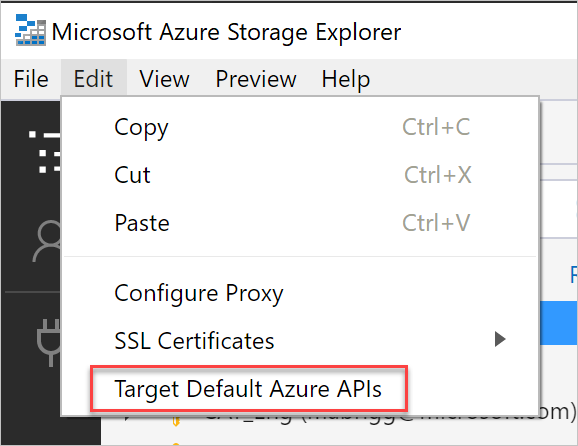 Microsoft Azure Storage Explorer
File Edit View Preview Help
Copy Ctrl+C
Cut Ctrl+X
Paste Ctrl+V
Configure Proxy
SSL Certificates
Target Default Azure APIs